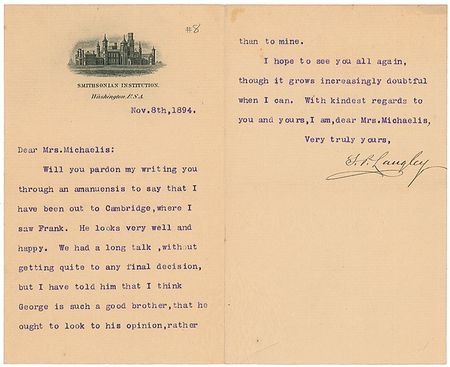 #8
SMITHSONIAN INSTITUTION.
Washington, U.S.A.
Nov.8th,1894.
Dear Mrs.Michaelis:
Will you pardon my writing you
through an amanuensis to say that I
have been out to Cambridge,where I
saw Frank. He looks very well and
happy. We had a long talk ,without
getting quite to any final decision,
but I have told him that I think
George is such a good brother,that he
ought to look to his opinion,rather
than to mine.
I hope to see you all again,
though it grows increasingly doubtful
when I can. With kindest regards to
you and yours,I am,dear Mrs.Michaelis,
Very truly yours,
S. P. Langley